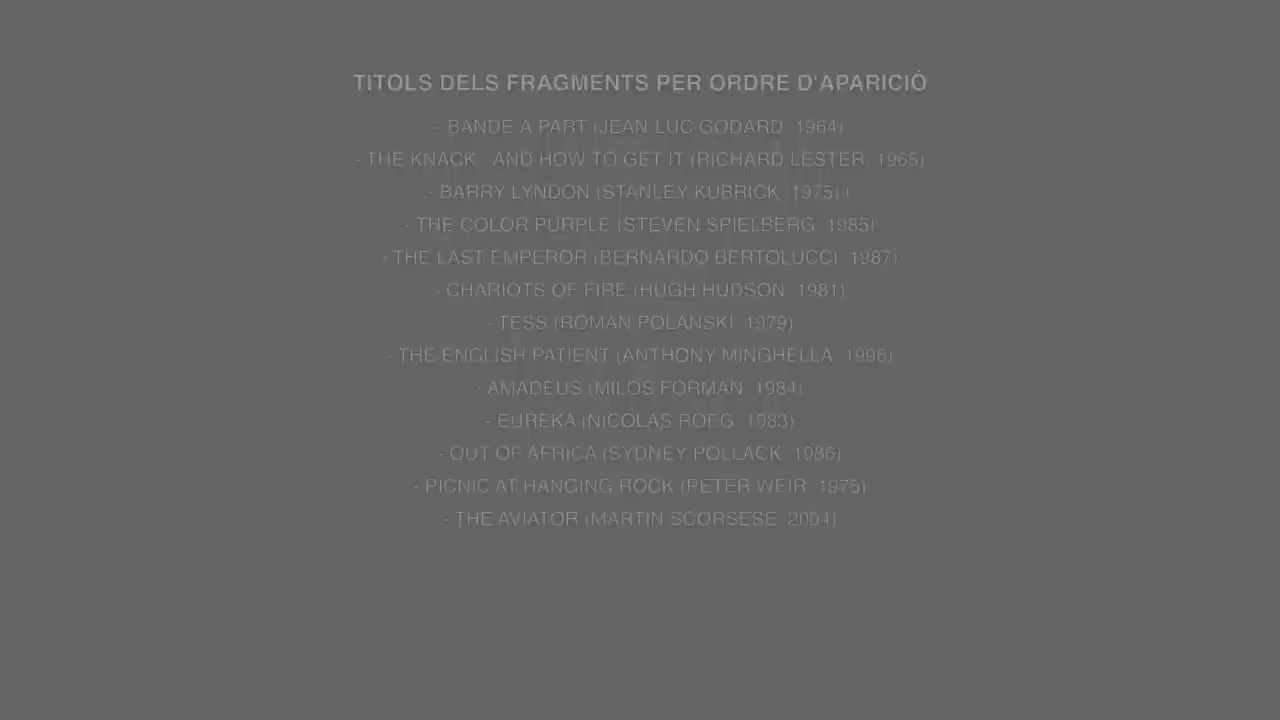 TITOLS DELS FRAGMENTS PER ORDRE D'APARICIÓ
- BANDE A PART (JEAN LUC GODARD 1964)
- THE KNACK AND HOW TO GET IT (RICHARD LESTER 1965)
- BARRY LYNDON (STANLEY KUBRICK 1975)
- THE COLOR PURPLE (STEVEN SPIELBERG 1985)
- THE LAST EMPEROR (BERNARDO BERTOLUCCI 1987)
- CHARIOTS OF FIRE (HUGH HUDSON 1981)
- TESS (ROMAN POLANSKI 1979)
- THE ENGLISH PATIENT (ANTHONY MINGHELLA 1996)
- AMADEUS (MILOS FORMAN 1984)
- EUREKA (NICOLAS ROEG 1983)
- OUT OF AFRICA (SYDNEY POLLACK 1986)
- PICNIC AT HANGING ROCK (PETER WEIR 1975)
- THE AVIATOR (MARTIN SCORSESE 2004)